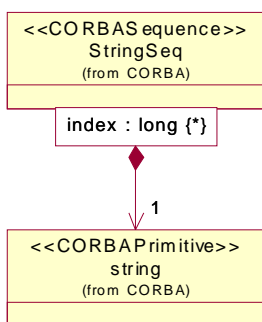 <<CORBASequence>>
StringSeq
(from CORBA)
index : long {*}
1
<<CORBAPrimitive>>
string
(from CORBA)